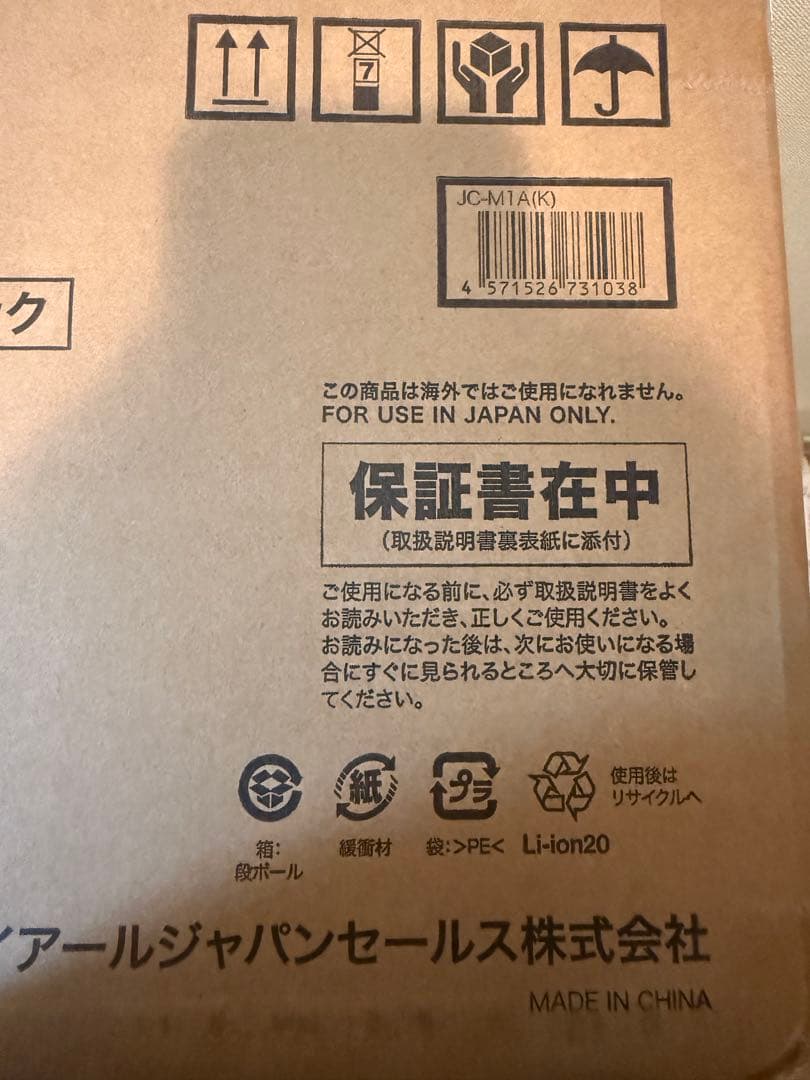 7
JC-M1A(K)
4 571526 731038
ック
この商品は海外ではご使用になれません。
FOR USE IN JAPAN ONLY.
保証書在中
(取扱説明書裏表紙に添付)
ご使用になる前に、必ず取扱説明書をよく
お読みいただき、正しくご使用ください。
お読みになった後は、次にお使いになる場
合にすぐに見られるところへ大切に保管し
てください。
紙
プラ
使用後は
リサイクルへ
箱:
段ボール
緩衝材
袋:>PE<
Li-ion20
イアールジャパンセールス株式会社
MADE IN CHINA